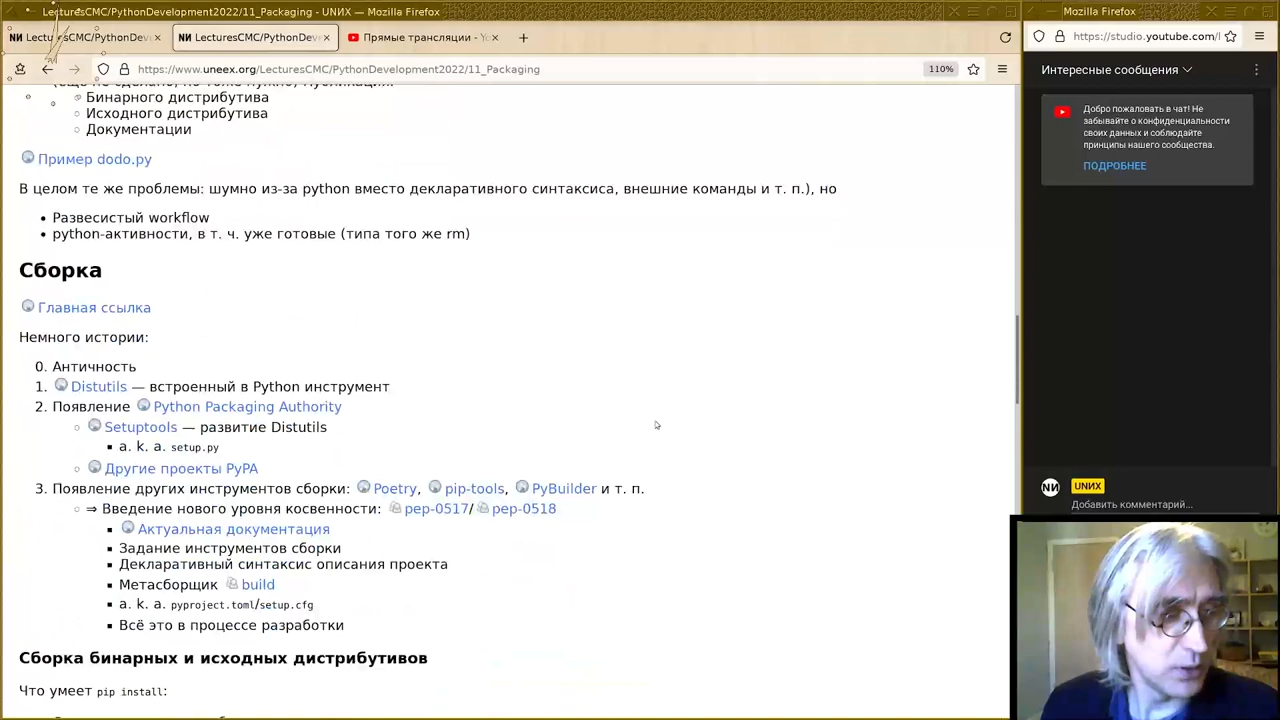 LecturesCMC/PythonDevelopment2022/11_Packaging - UNИX — Mozilla Firefox
Mozilla Firefox
LecturesCMC/PythonDev
LecturesCMC/PythonDeve
Прямые трансляции - Yo
https://www.uneex.org/LecturesCMC/PythonDevelopment2022/11_Packaging
110%
https://studio.youtube.com/l
Бинарного дистрибутива
Исходного дистрибутива
Документации
Пример dodo.py
В целом те же проблемы: шумно из-за python вместо декларативного синтаксиса, внешние команды и т. п.), но
Развесистый workflow
python-активности, в т. ч. уже готовые (типа того же rm)
Сборка
Главная ссылка
Немного истории:
0. Античность
1. Distutils — встроенный в Python инструмент
2. Появление Python Packaging Authority
Setuptools — развитие Distutils
a. k. a. setup.py
Другие проекты PyPA
3. Появление других инструментов сборки: Poetry, pip-tools, PyBuilder и т. п.
⇒ Введение нового уровня косвенности: pep-0517/ pep-0518
Актуальная документация
Задание инструментов сборки
Декларативный синтаксис описания проекта
Метасборщик build
a. k. a. pyproject.toml/setup.cfg
Всё это в процессе разработки
Сборка бинарных и исходных дистрибутивов
Что умеет pip install:
Интересные сообщения
Добро пожаловать в чат! Не
забывайте о конфиденциальности
своих данных и соблюдайте
принципы нашего сообщества.
ПОДРОБНЕЕ
NИ
UNИX
Добавить комментарий...